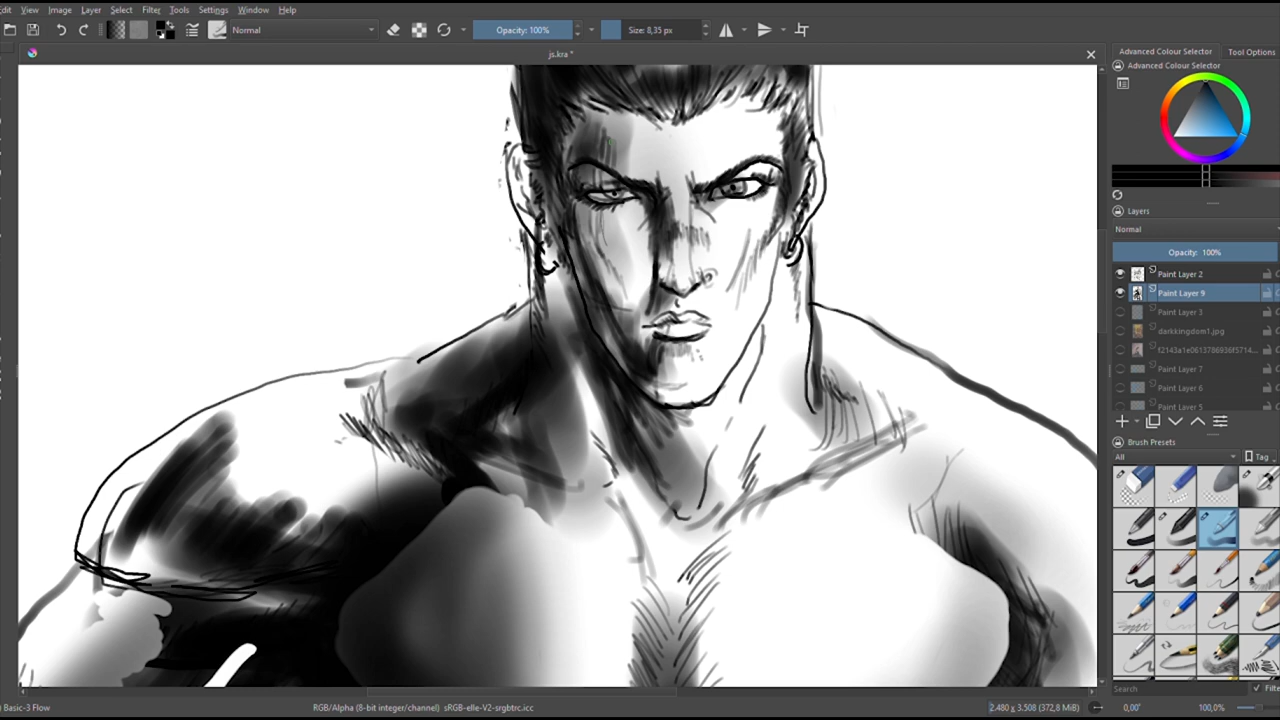 Edit View Image Layer Select Filter Tools Settings Window Help
Normal Opacity: 100% Size: 8,35 px
js.kra *
Advanced Colour Selector Tool Options
Advanced Colour Selector
Layers
Normal
Opacity: 100%
Paint Layer 2
Paint Layer 9
Paint Layer 3
darkkingdom1.jpg
f2143a1e0613786936f5714...
Paint Layer 7
Paint Layer 6
Paint Layer 5
Brush Presets
All Tag
Search Filte
) Basic-3 Flow RGB/Alpha (8-bit integer/channel) sRGB-elle-V2-srgbtrc.icc 2.480 x 3.508 (372,8 MiB) 0,00° 100,0%